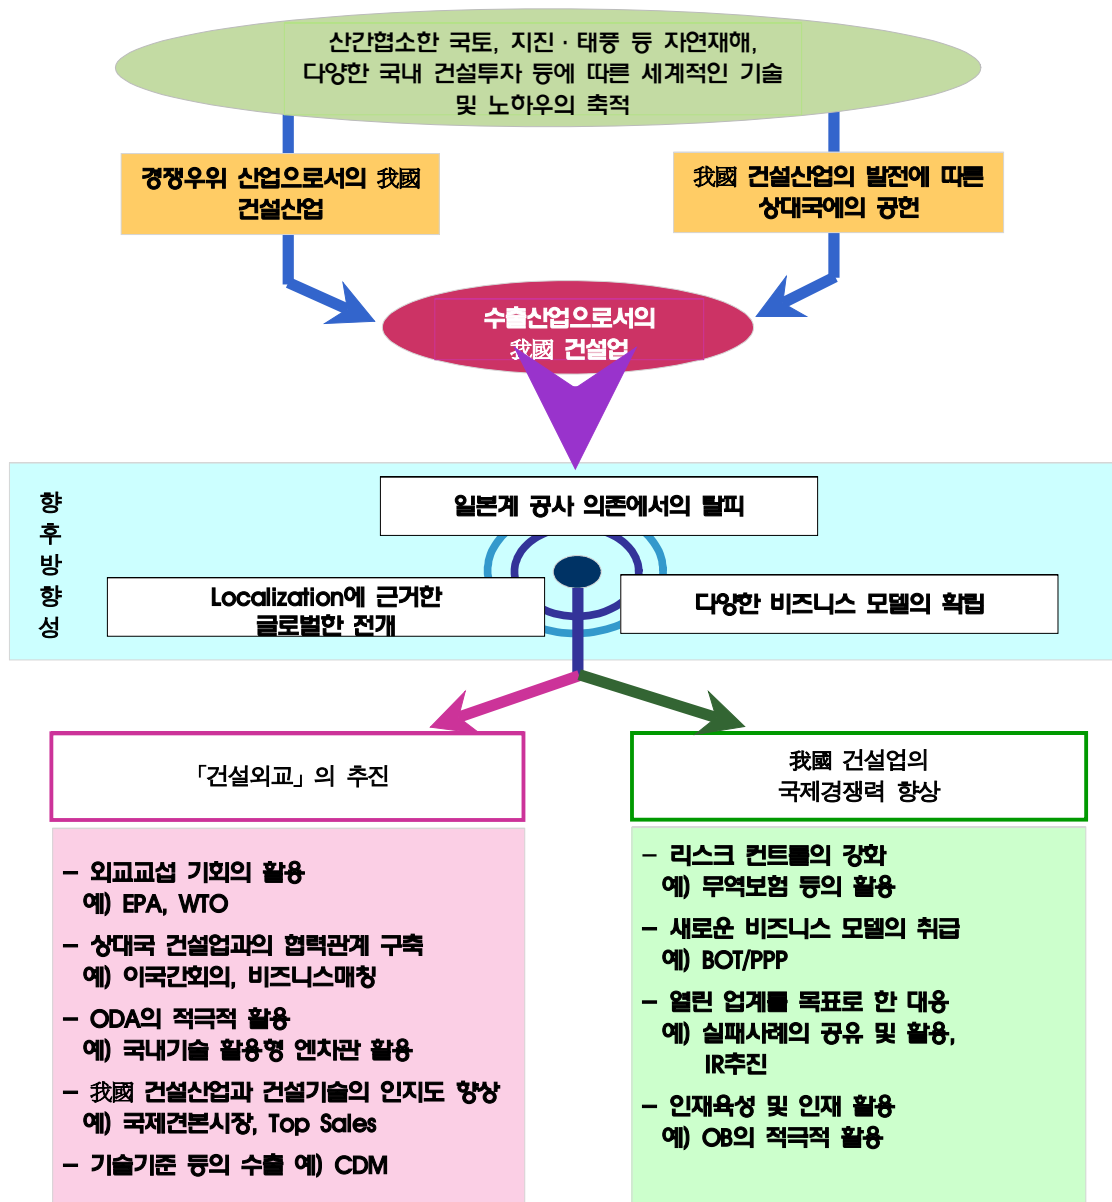 산간협소한 국토, 지진 · 태풍 등 자연재해,
다양한 국내 건설투자 등에 따른 세계적인 기술
및 노하우의 축적
경쟁우위 산업으로서의 我國
건설산업
我國 건설산업의 발전에 따른
상대국에의 공헌
수출산업으로서의
我國 건설업
향
후
방
향
성
일본계 공사 의존에서의 탈피
Localization에 근거한
글로벌한 전개
다양한 비즈니스 모델의 확립
「건설외교」의 추진
– 외교교섭 기회의 활용
예) EPA, WTO
– 상대국 건설업과의 협력관계 구축
예) 이국간회의, 비즈니스매칭
– ODA의 적극적 활용
예) 국내기술 활용형 엔차관 활용
– 我國 건설산업과 건설기술의 인지도 향상
예) 국제견본시장, Top Sales
– 기술기준 등의 수출 예) CDM
我國 건설업의
국제경쟁력 향상
– 리스크 컨트롤의 강화
예) 무역보험 등의 활용
– 새로운 비즈니스 모델의 취급
예) BOT/PPP
– 열린 업계를 목표로 한 대응
예) 실패사례의 공유 및 활용,
IR추진
– 인재육성 및 인재 활용
예) OB의 적극적 활용